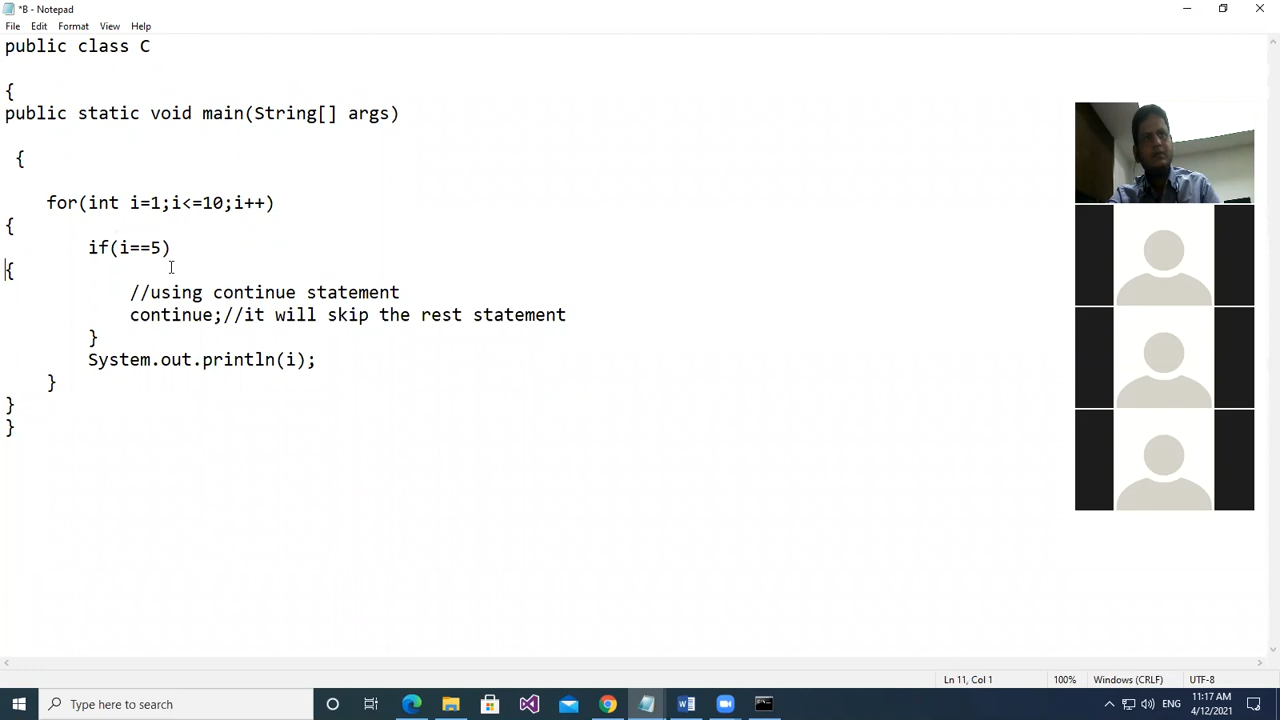 *B - Notepad
File Edit Format View Help
public class C
{
public static void main(String[] args)
{
for(int i=1;i<=10;i++)
{
if(i==5)
{
//using continue statement
continue;//it will skip the rest statement
}
System.out.println(i);
}
}
}
Ln 11, Col 1 100% Windows (CRLF) UTF-8
Type here to search
ENG
11:17 AM
4/12/2021